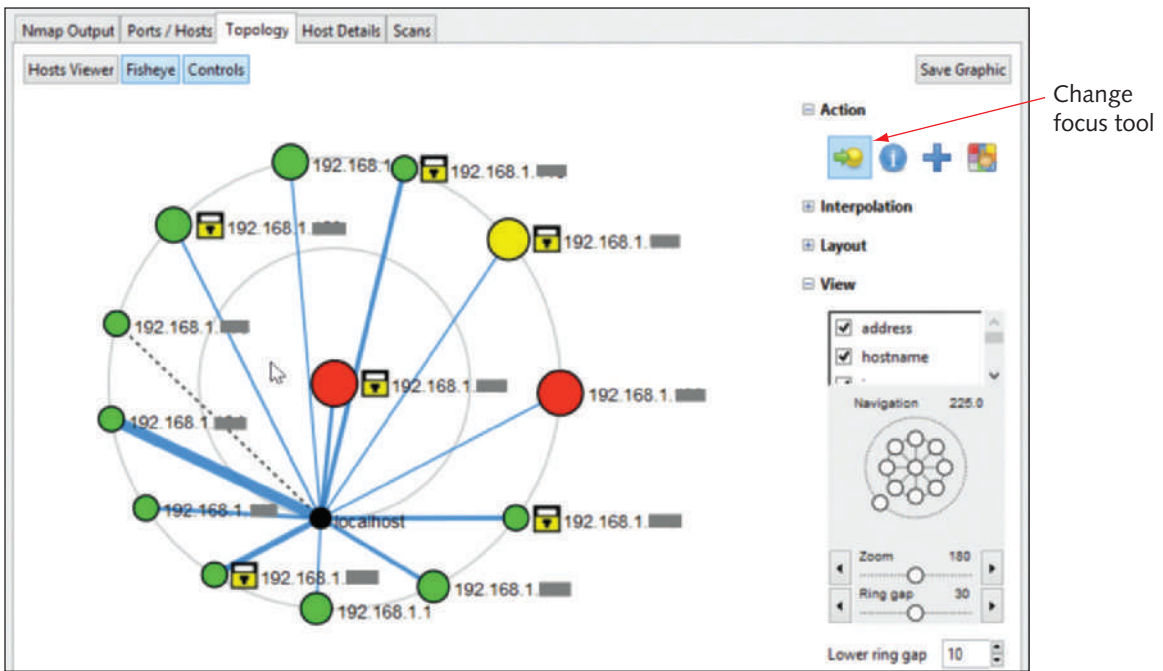 Nmap Output Ports / Hosts Topology Host Details Scans
Hosts Viewer Fisheye Controls Save Graphic
Change
focus tool
Action
Interpolation
Layout
View
address
hostname
Navigation 225.0
Zoom 180
Ring gap 30
Lower ring gap 10
192.168.1
192.168.1.
192.168.1.
192.168.1.
192.168.1.
192.168.1.
192.168.1.
192.168.1.
192.168.1.
localhost
192.168.1.
192.168.1.
192.168.1.
192.168.1.1